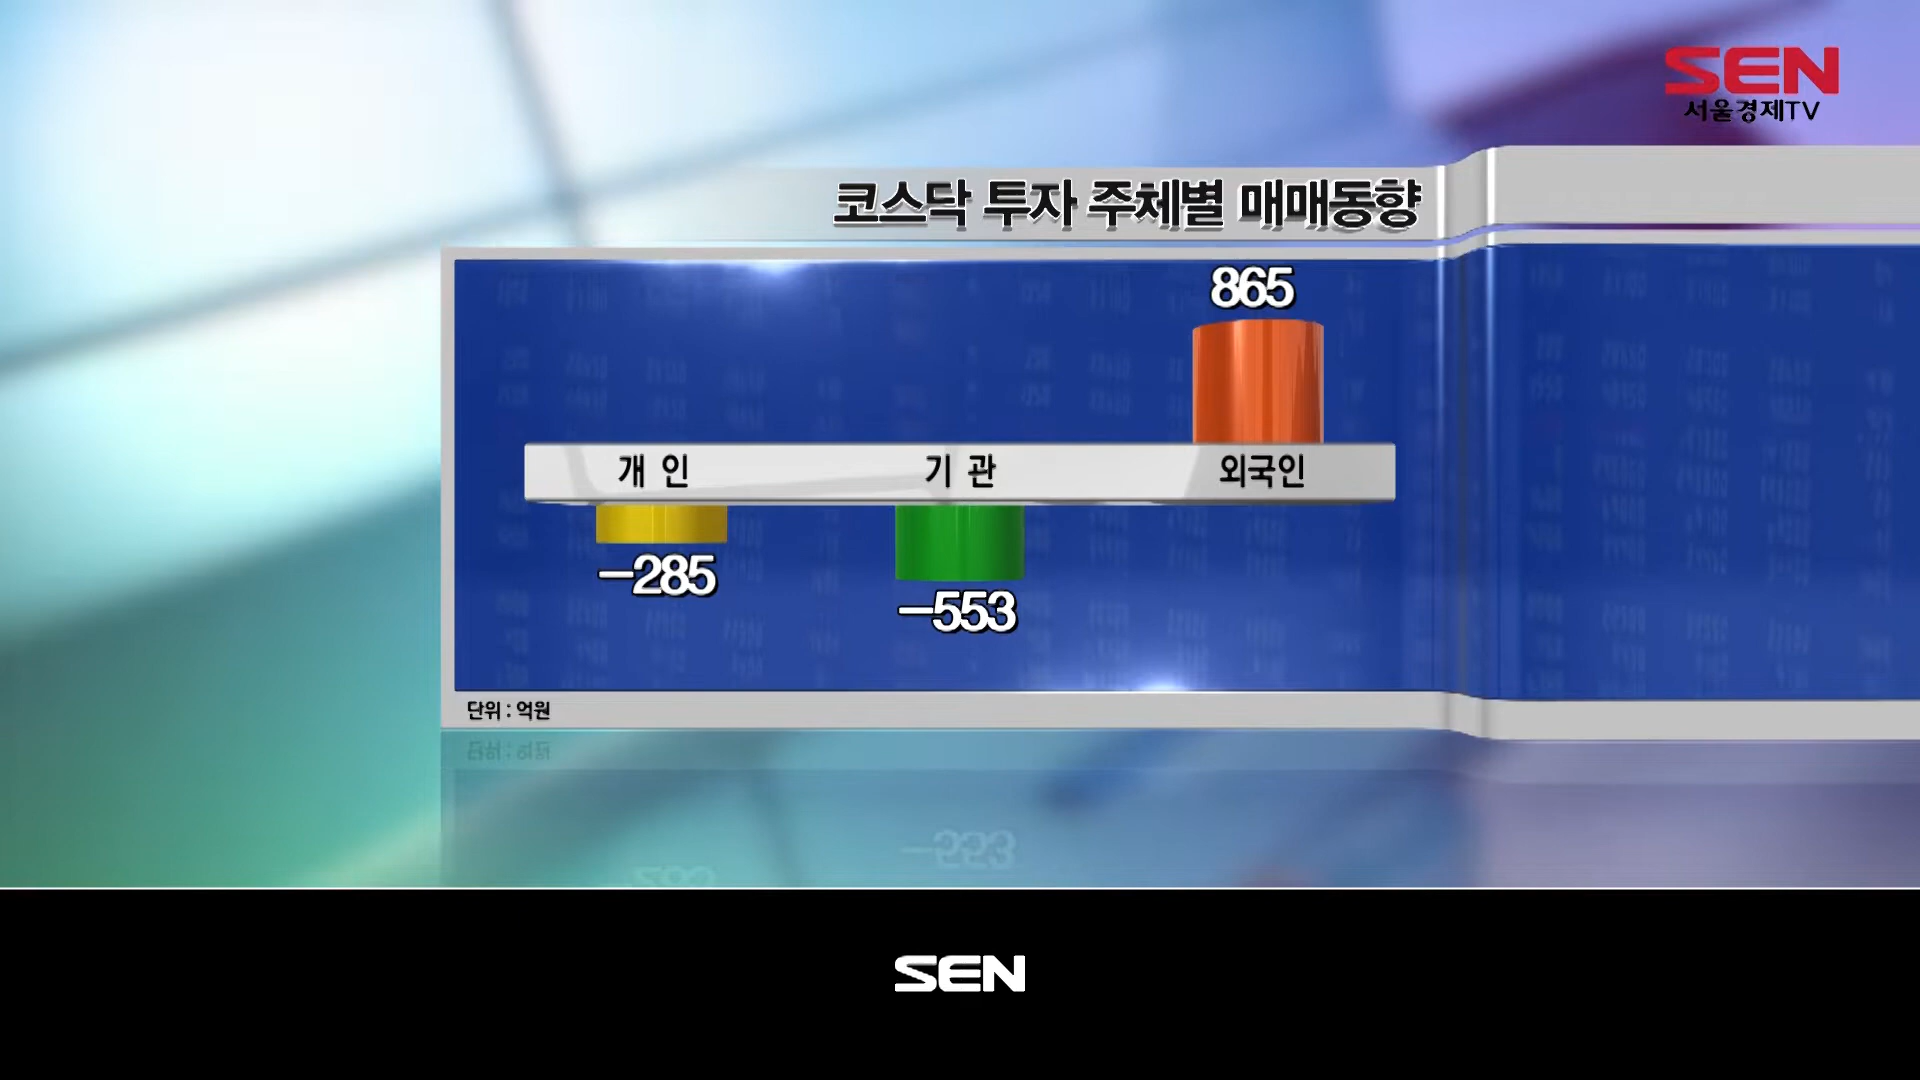 SEN
서울경제TV
코스닥 투자 주체별 매매동향
865
개 인 기 관 외국인
-285
-553
단위 : 억원
SEN